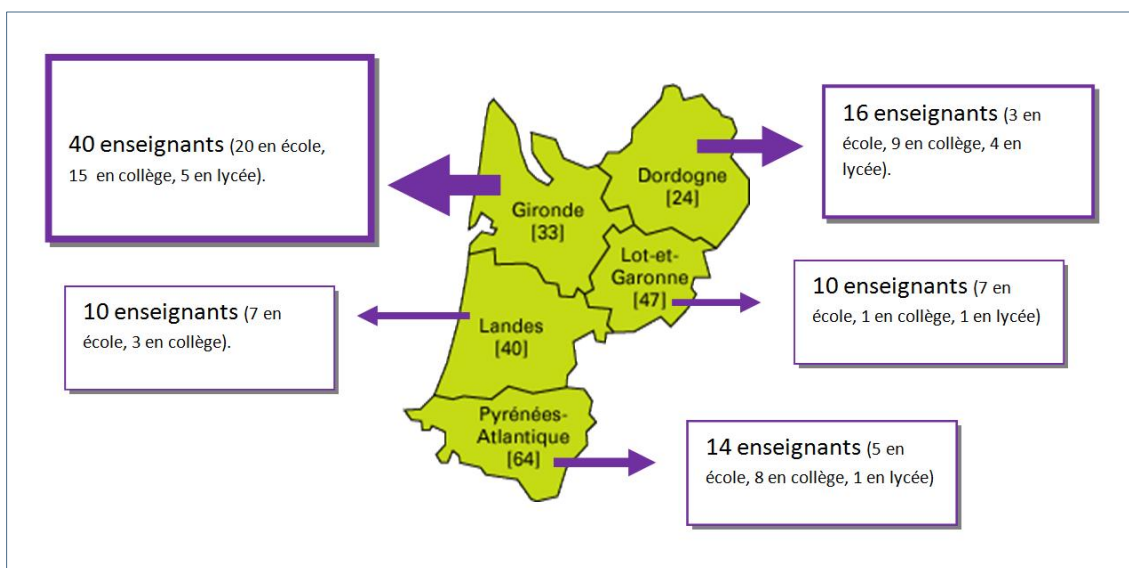 40 enseignants (20 en école,
15 en collège, 5 en lycée).
16 enseignants (3 en
école, 9 en collège, 4 en
lycée).
Dordogne
[24]
Gironde
[33]
Lot-et-
Garonne
[47]
10 enseignants (7 en
école, 1 en collège, 1 en lycée)
10 enseignants (7 en
école, 3 en collège).
Landes
[40]
Pyrénées-
Atlantique
[64]
14 enseignants (5 en
école, 8 en collège, 1 en lycée)